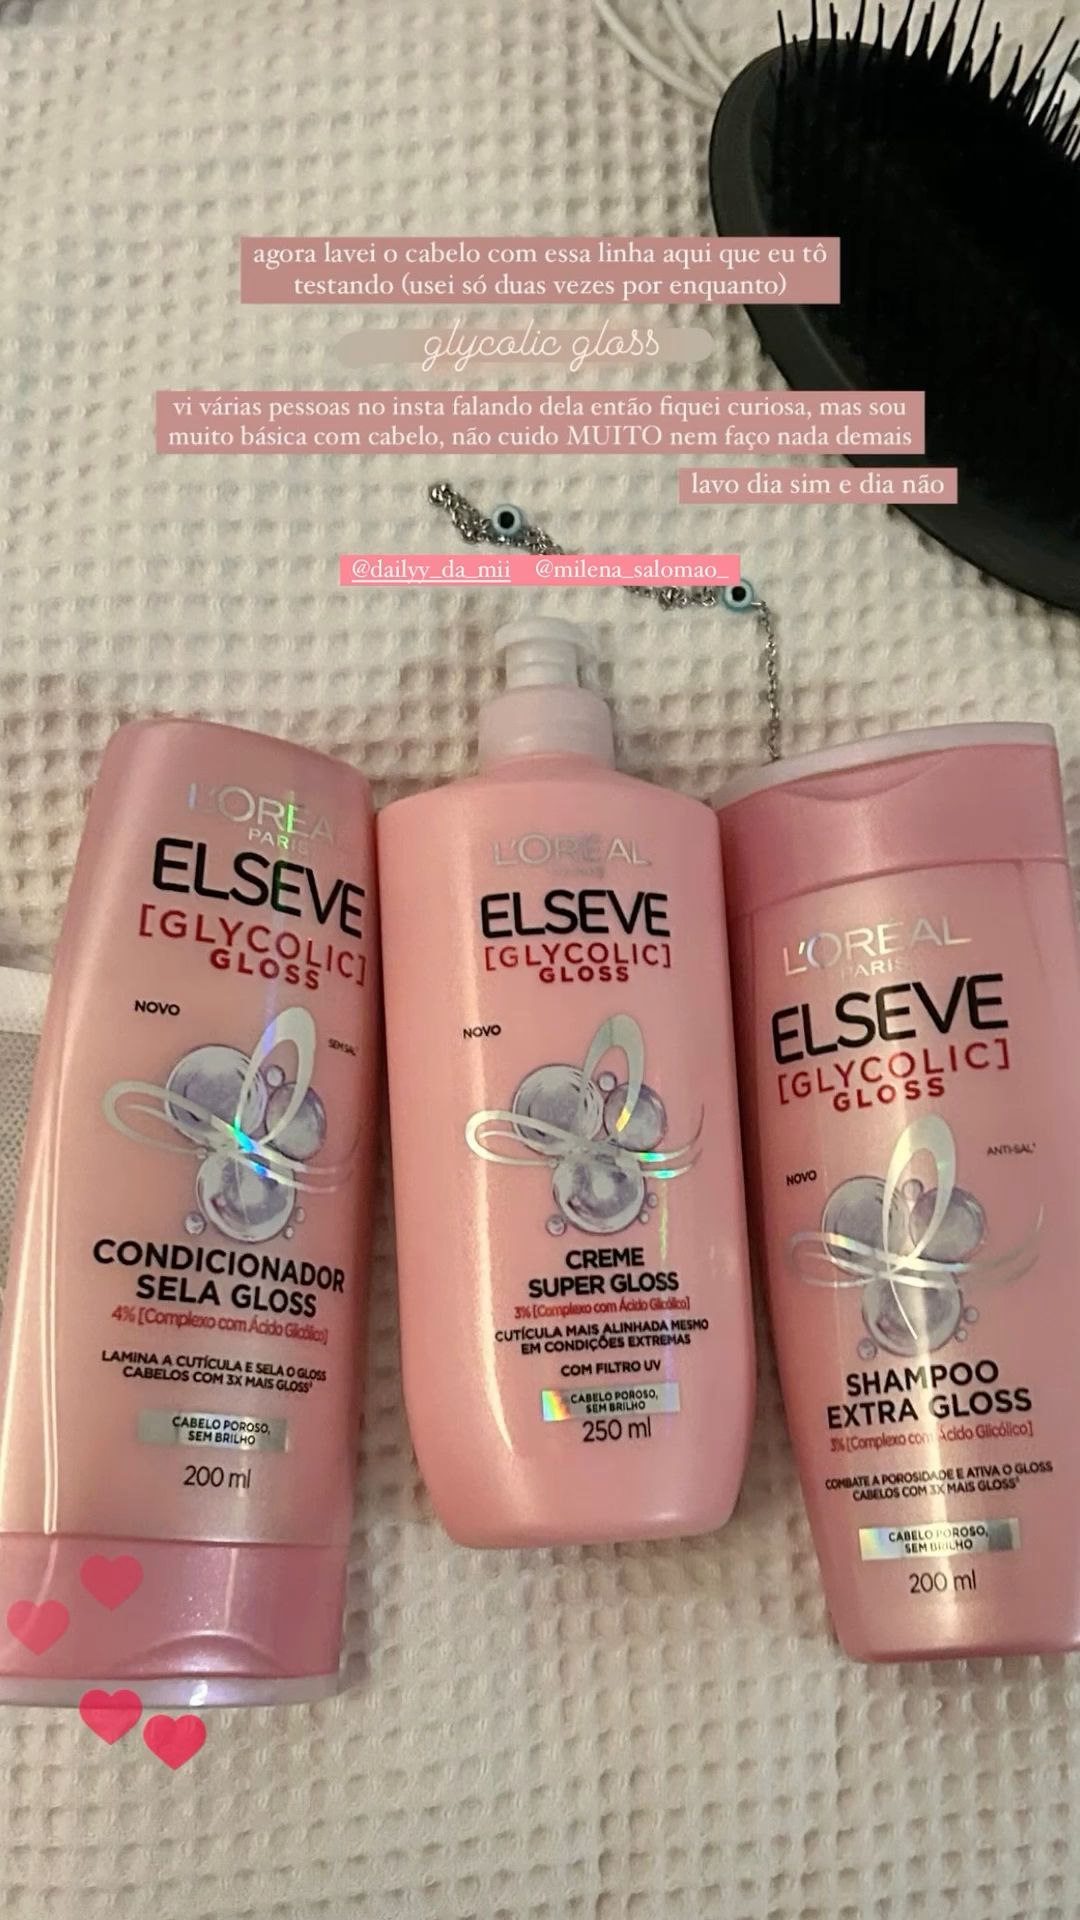 agora lavei o cabelo com essa linha aqui que eu tô
testando (usei só duas vezes por enquanto)
glycolic gloss
vi várias pessoas no insta falando dela então fiquei curiosa, mas sou
muito básica com cabelo, não cuido MUITO nem faço nada demais
lavo dia sim e dia não
@dailyy_da_mii @milena_salomao_
L'ORÉA
PARIS
ELSEVE
[GLYCOLIC]
GLOSS
NOVO
SEM SAL
CONDICIONADOR
SELA GLOSS
4% [Complexo com Ácido Glicólico]
LAMINA A CUTÍCULA E SELA O GLOSS
CABELOS COM 3X MAIS GLOSS¹
CABELO POROSO,
SEM BRILHO
200 ml
L'ORÉAL
PARIS
ELSEVE
[GLYCOLIC]
GLOSS
NOVO
CREME
SUPER GLOSS
3% [Complexo com Ácido Glicólico]
CUTÍCULA MAIS ALINHADA MESMO
EM CONDIÇÕES EXTREMAS
COM FILTRO UV
CABELO POROSO,
SEM BRILHO
250 ml
L'ORÉAL
PARIS
ELSEVE
[GLYCOLIC]
GLOSS
ANTI-SAL*
NOVO
SHAMPOO
EXTRA GLOSS
3% [Complexo com Ácido Glicólico]
COMBATE A POROSIDADE E ATIVA O GLOSS
CABELOS COM 3X MAIS GLOSS¹
CABELO POROSO,
SEM BRILHO
200 ml